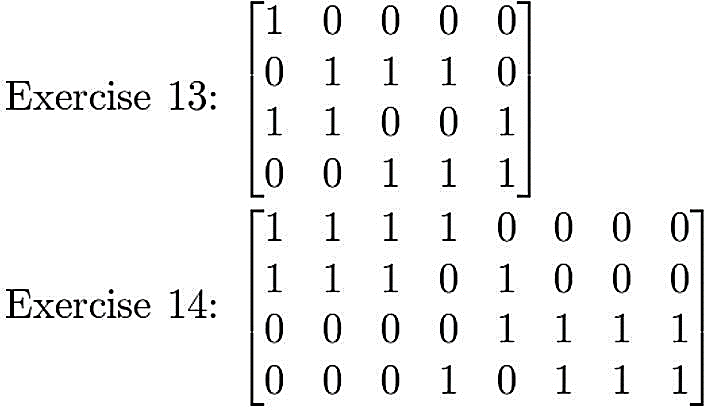 1 0 0 0 0
0 1 1 1 0
Exercise 13:
1 1 0 0 1
0 0 1 1 1
1 1 1 1 0 0 0 0
1 1 1 0 1 0 0 0
Exercise 14:
0 0 0 0 1 1 1 1
0 0 0 1 0 1 1 1